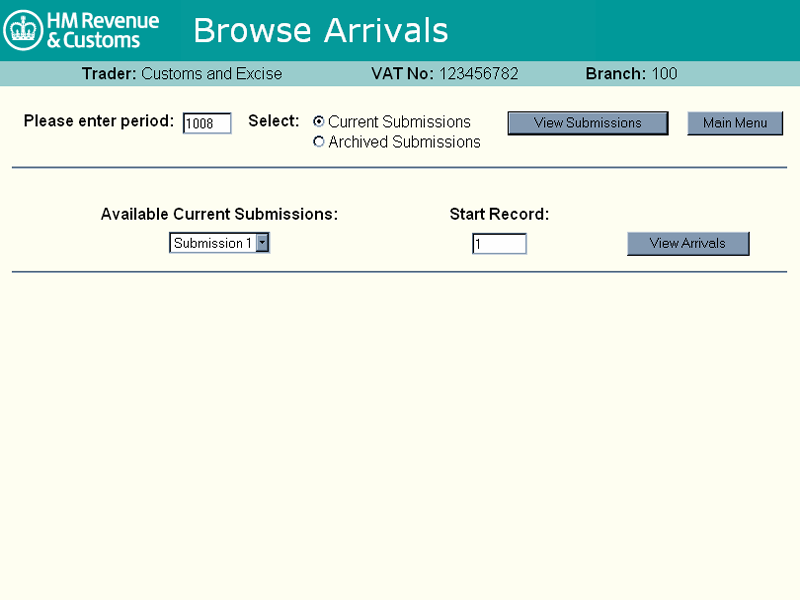 HM Revenue
& Customs
Browse Arrivals
Trader: Customs and Excise VAT No: 123456782 Branch: 100
Please enter period: 1008 Select: Current Submissions View Submissions Main Menu
Archived Submissions
Available Current Submissions: Start Record:
Submission 1 1 View Arrivals